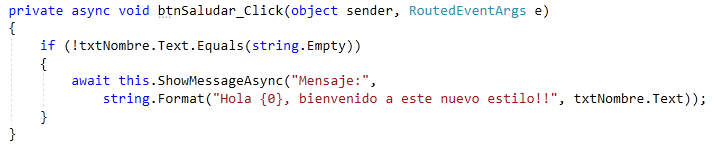 private async void btnSaludar_Click(object sender, RoutedEventArgs e)
{
if (!txtNombre.Text.Equals(string.Empty))
{
await this.ShowMessageAsync("Mensaje:",
string.Format("Hola {0}, bienvenido a este nuevo estilo!!", txtNombre.Text));
}
}